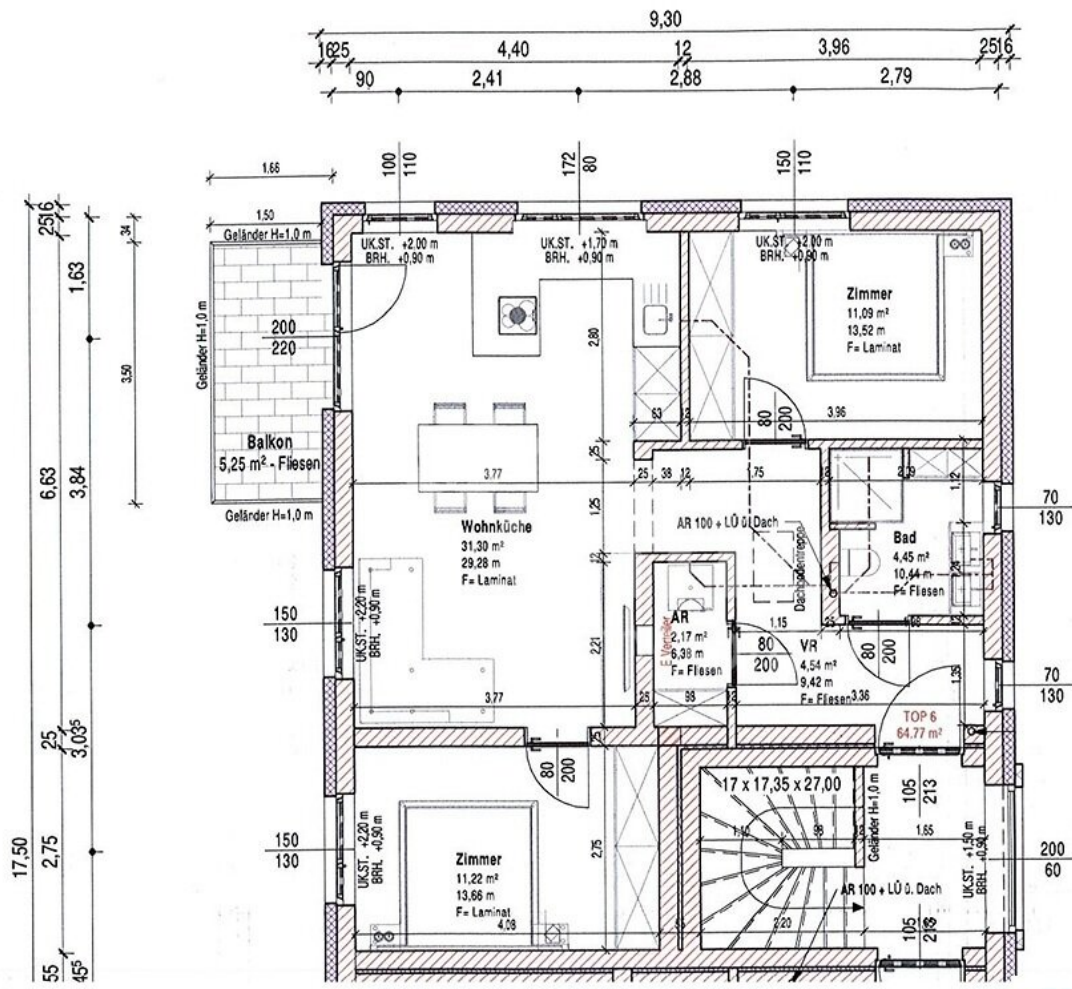 9,30
16 25 4,40 12 3,96 25 16
90 2,41 2,88 2,79
100
110
172
80
150
110
1,66
1,50
Geländer H=1,0 m
UK.ST. +2,00 m
BRH. +0,90 m
UK.ST. +1,70 m
BRH. +0,90 m
UK.ST. +2,00 m
BRH. +0,90 m
25 16
34
1,63
Geländer H=1,0 m
200
220
2,80
Zimmer
11,09 m²
13,52 m
F= Laminat
3,50
63 12
80
200
3,96
Balkon
5,25 m² - Fliesen
6,63
3,84
25
3,77
25 38 12 1,75
1,12
Geländer H=1,0 m
1,25
70
130
Wohnküche
31,30 m²
29,28 m
F= Laminat
AR 100 + LÜ ü. Dach
Bad
4,45 m²
10,44 m
F= Fliesen
12
Dachbodentreppe
150
130
UK.ST. +2,20 m
BRH. +0,90 m
E-Verteiler
AR
2,17 m²
6,38 m
F= Fliesen
2,21
1,15 25
80
200
VR
4,54 m²
9,42 m
F= Fliesen
80
200
1,35
70
130
3,77
25 98 12 3,36
TOP 6
64,77 m²
25
3,03⁵
80
200
17 x 17,35 x 27,00
105
213
Geländer H=1,0 m
17,50
2,75
150
130
UK.ST. +2,20 m
BRH. +0,90 m
Zimmer
11,22 m²
13,66 m
F= Laminat
2,75
1,10 98 12 1,65
UK.ST. +1,50 m
BRH. +0,90 m
200
60
AR 100 + LÜ ü. Dach
4,08
2,20
105
213
55
45⁵